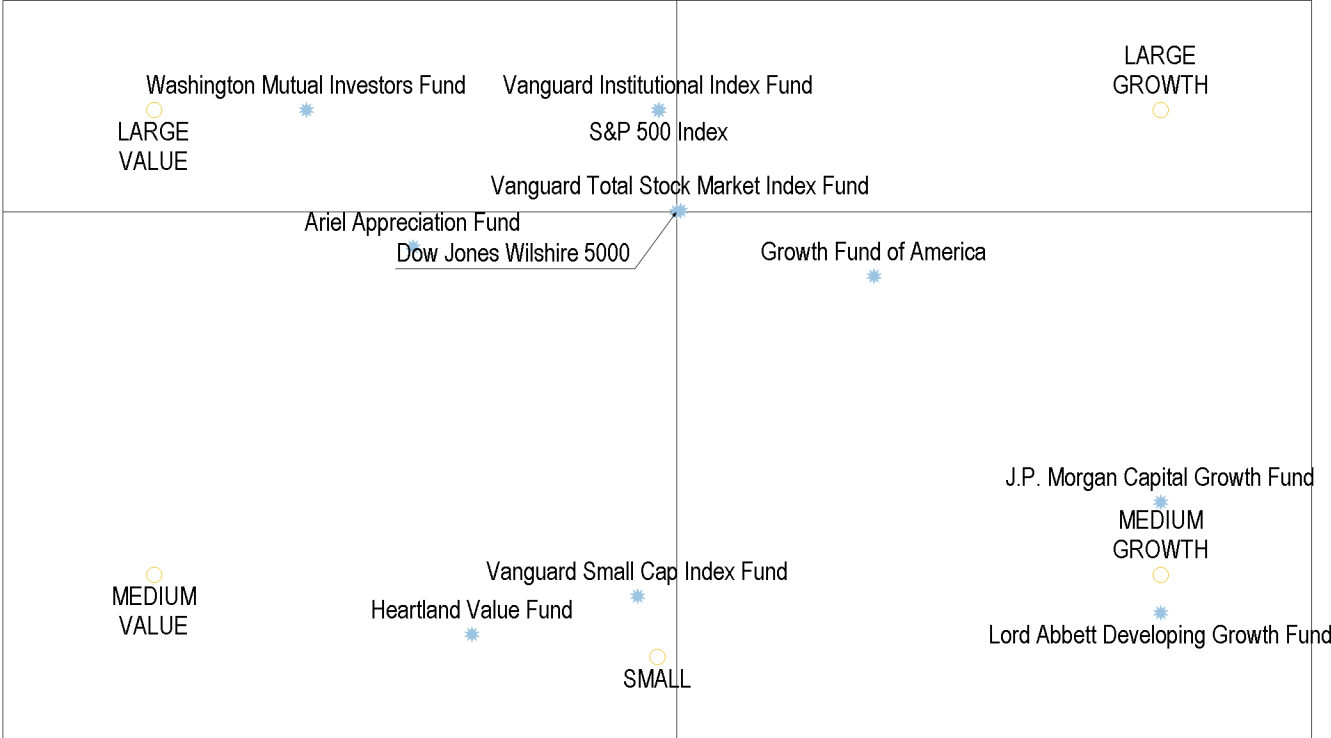 LARGE
GROWTH
Washington Mutual Investors Fund
Vanguard Institutional Index Fund
LARGE
VALUE
S&P 500 Index
Vanguard Total Stock Market Index Fund
Ariel Appreciation Fund
Dow Jones Wilshire 5000
Growth Fund of America
J.P. Morgan Capital Growth Fund
MEDIUM
GROWTH
Vanguard Small Cap Index Fund
MEDIUM
VALUE
Heartland Value Fund
Lord Abbett Developing Growth Fund
SMALL